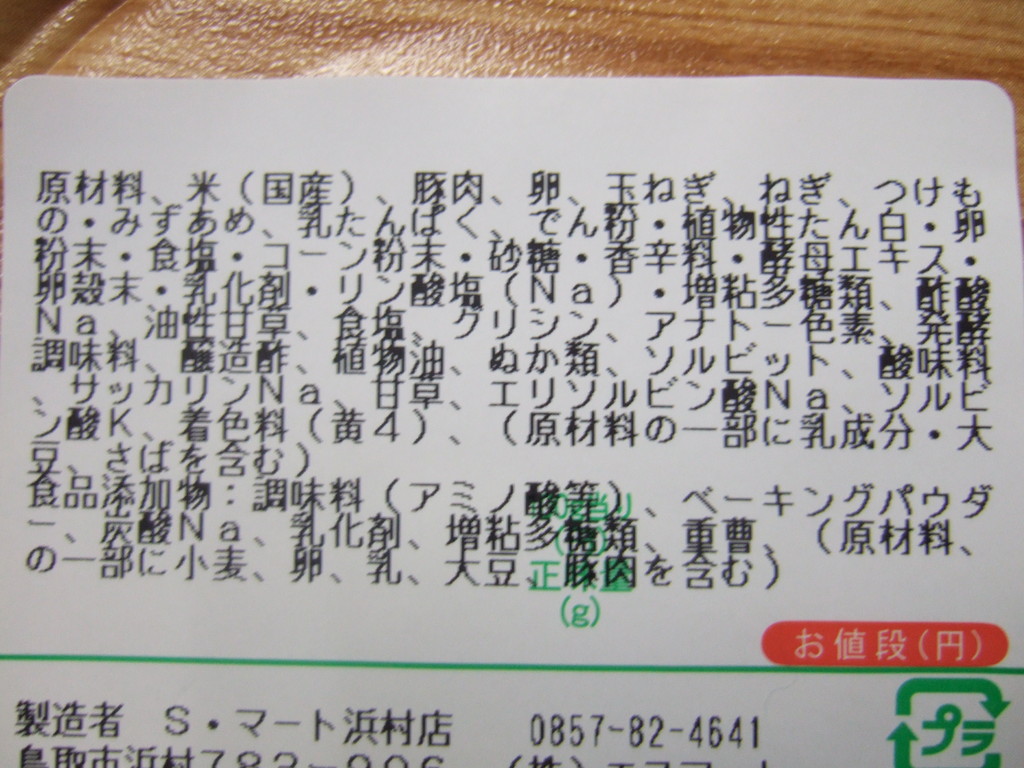 原材料、米（国産）、豚肉、卵、玉ねぎ、ねぎ、つけも
の・みずあめ、乳たんぱく、でん粉・植物性たん白・卵
粉末・食塩・コーン粉末・砂糖・香辛料・酵母エキス・
卵殻末・乳化剤・リン酸塩（Ｎａ）・増粘多糖類、酢酸
Ｎａ、油性甘草、食塩、グリシン、アナトー色素、発酵
調味料、醸造酢、植物油、ぬか類、ソルビット、酸味料
、サッカリンＮａ、甘草、エリソルビン酸Ｎａ、ソルビ
ン酸Ｋ、着色料（黄４）、（原材料の一部に乳成分・大
豆、さばを含む）
食品添加物：調味料（アミノ酸等）、ベーキングパウダ
ー、炭酸Ｎａ、乳化剤、増粘多糖類、重曹、（原材料、
の一部に小麦、卵、乳、大豆、豚肉を含む）
(g)
お値段(円)
製造者　Ｓ・マート浜村店　0857-82-4641
プラ
鳥取市浜村